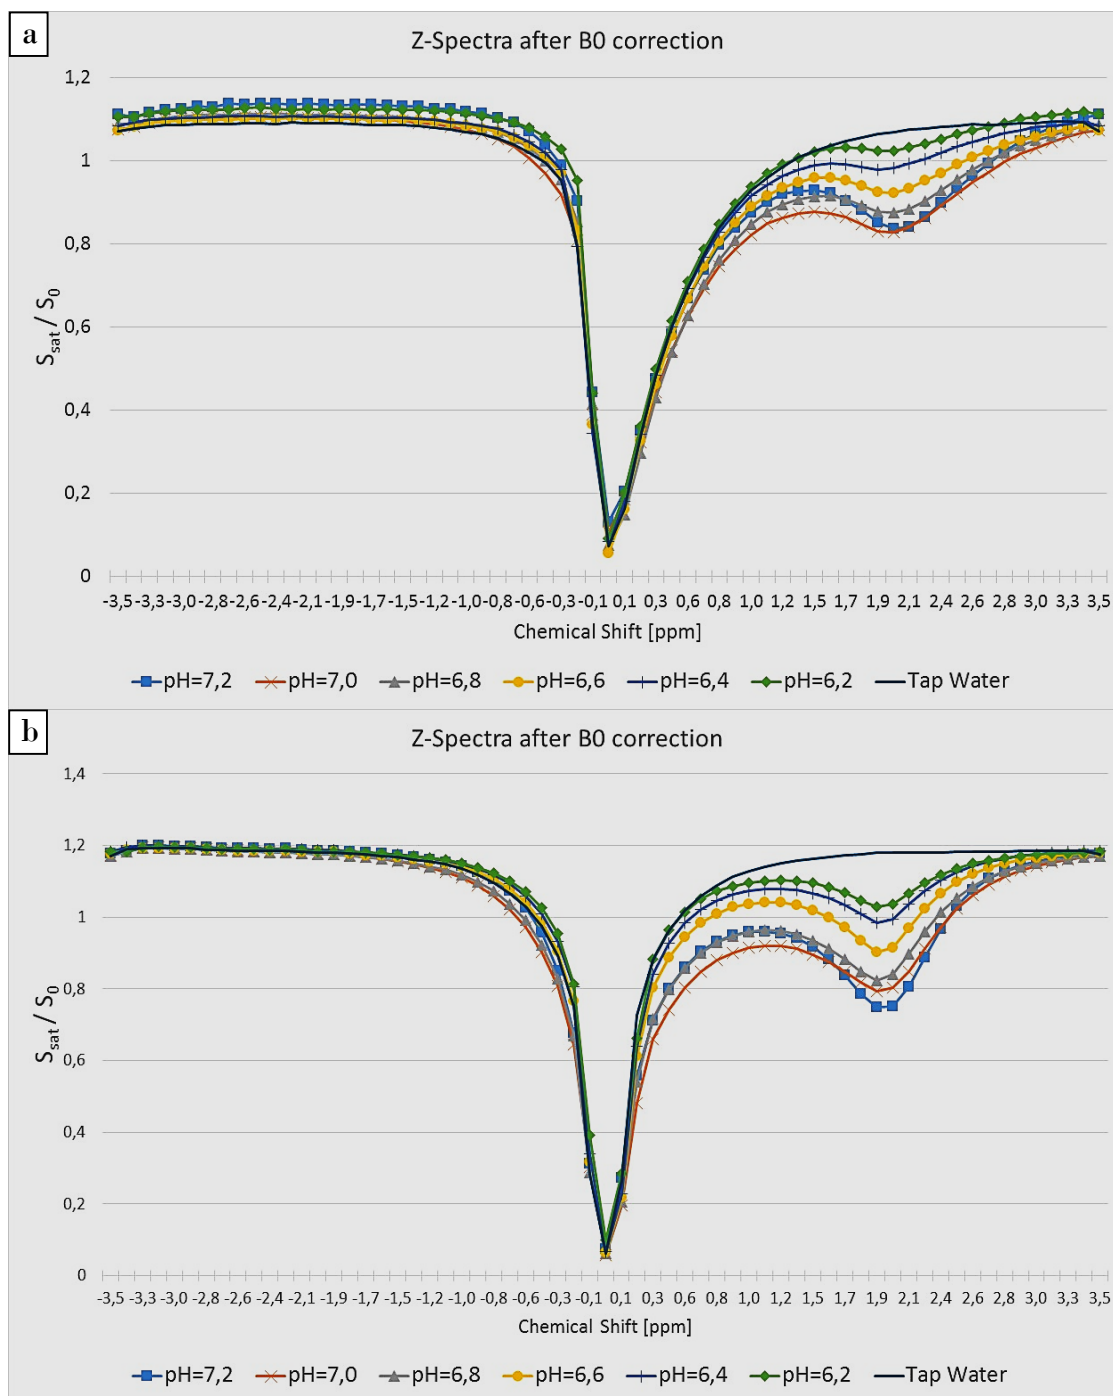 a
Z-Spectra after B0 correction
1,2
1
0,8
0,6
0,4
0,2
0
Ssat / S0
-3,5 -3,3 -3,0 -2,8 -2,6 -2,4 -2,1 -1,9 -1,7 -1,5 -1,2 -1,0 -0,8 -0,6 -0,3 -0,1 0,1 0,3 0,6 0,8 1,0 1,2 1,5 1,7 1,9 2,1 2,4 2,6 2,8 3,0 3,3 3,5
Chemical Shift [ppm]
pH=7,2 pH=7,0 pH=6,8 pH=6,6 pH=6,4 pH=6,2 Tap Water
b
Z-Spectra after B0 correction
1,4
1,2
1
0,8
0,6
0,4
0,2
0
Ssat / S0
-3,5 -3,3 -3,0 -2,8 -2,6 -2,4 -2,1 -1,9 -1,7 -1,5 -1,2 -1,0 -0,8 -0,6 -0,3 -0,1 0,1 0,3 0,6 0,8 1,0 1,2 1,5 1,7 1,9 2,1 2,4 2,6 2,8 3,0 3,3 3,5
Chemical Shift [ppm]
pH=7,2 pH=7,0 pH=6,8 pH=6,6 pH=6,4 pH=6,2 Tap Water